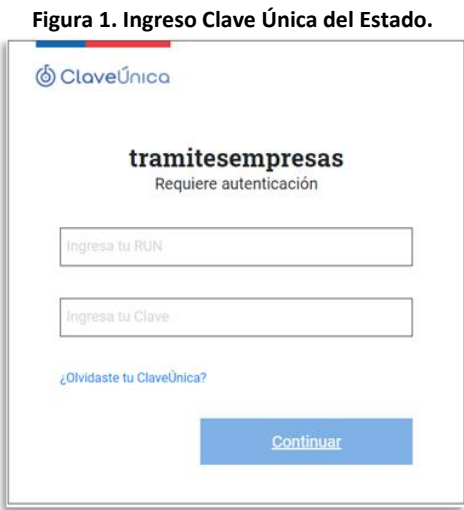 Figura 1. Ingreso Clave Única del Estado.
ClaveÚnica
tramitesempresas
Requiere autenticación
Ingresa tu RUN
Ingresa tu Clave
¿Olvidaste tu ClaveÚnica?
Continuar